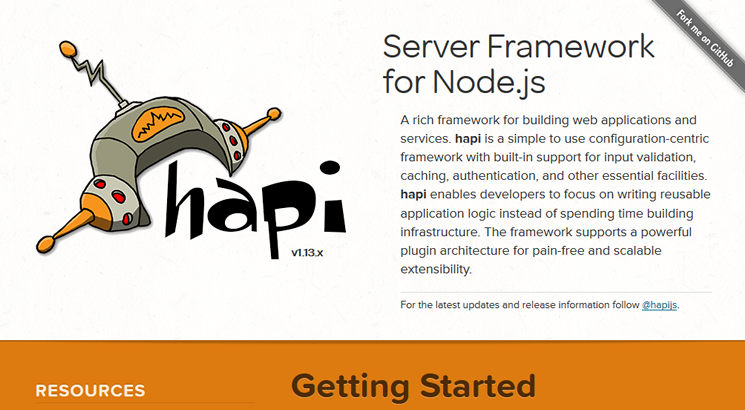 Fork me on GitHub
Server Framework
for Node.js
A rich framework for building web applications and
services. hapi is a simple to use configuration-centric
framework with built-in support for input validation,
caching, authentication, and other essential facilities.
hapi enables developers to focus on writing reusable
application logic instead of spending time building
infrastructure. The framework supports a powerful
plugin architecture for pain-free and scalable
extensibility.
hapi
v1.13.x
For the latest updates and release information follow @hapijs.
RESOURCES
Getting Started